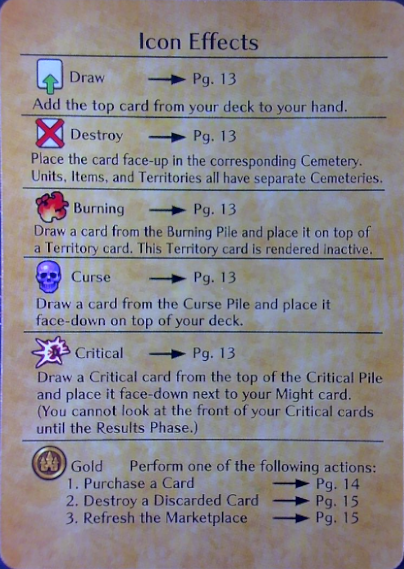 Icon Effects
Draw → Pg. 13
Add the top card from your deck to your hand.
Destroy → Pg. 13
Place the card face-up in the corresponding Cemetery.
Units, Items, and Territories all have separate Cemeteries.
Burning → Pg. 13
Draw a card from the Burning Pile and place it on top of
a Territory card. This Territory card is rendered inactive.
Curse → Pg. 13
Draw a card from the Curse Pile and place it
face-down on top of your deck.
Critical → Pg. 13
Draw a Critical card from the top of the Critical Pile
and place it face-down next to your Might card.
(You cannot look at the front of your Critical cards
until the Results Phase.)
Gold Perform one of the following actions:
1. Purchase a Card → Pg. 14
2. Destroy a Discarded Card → Pg. 15
3. Refresh the Marketplace → Pg. 15